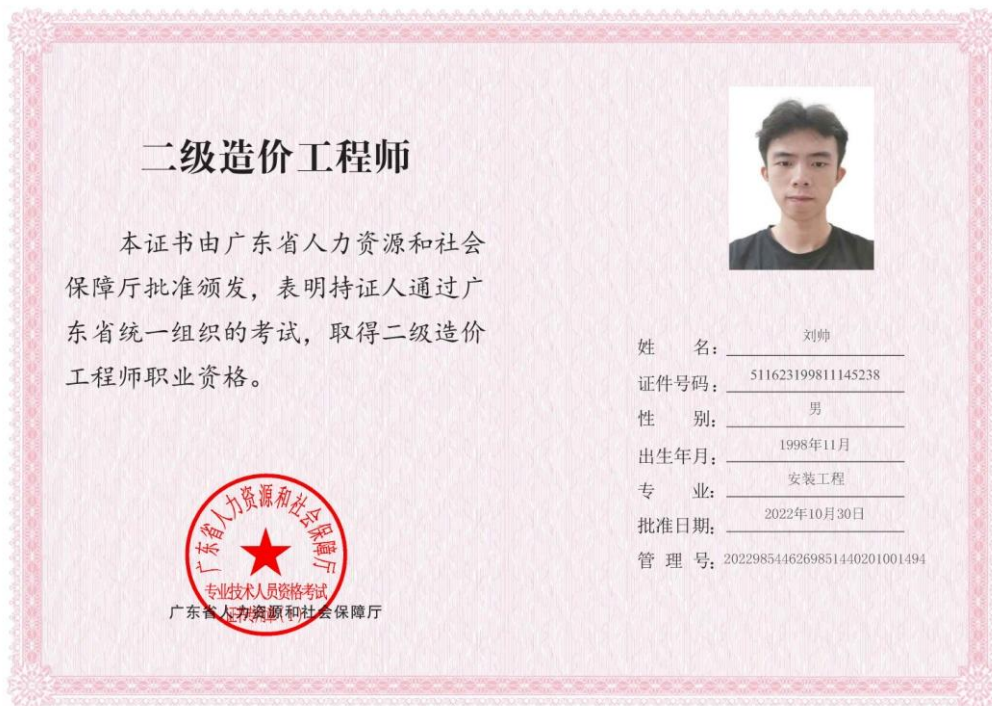 二级造价工程师
本证书由广东省人力资源和社会
保障厅批准颁发，表明持证人通过广
东省统一组织的考试，取得二级造价
工程师职业资格。
广东省人力资源和社会保障厅
专业技术人员资格考试
广东省人力资源和社会保障厅
姓 名：刘帅
证件号码：511623199811145238
性 别：男
出生年月：1998年11月
专 业：安装工程
批准日期：2022年10月30日
管 理 号：20229854462698514402010014​94